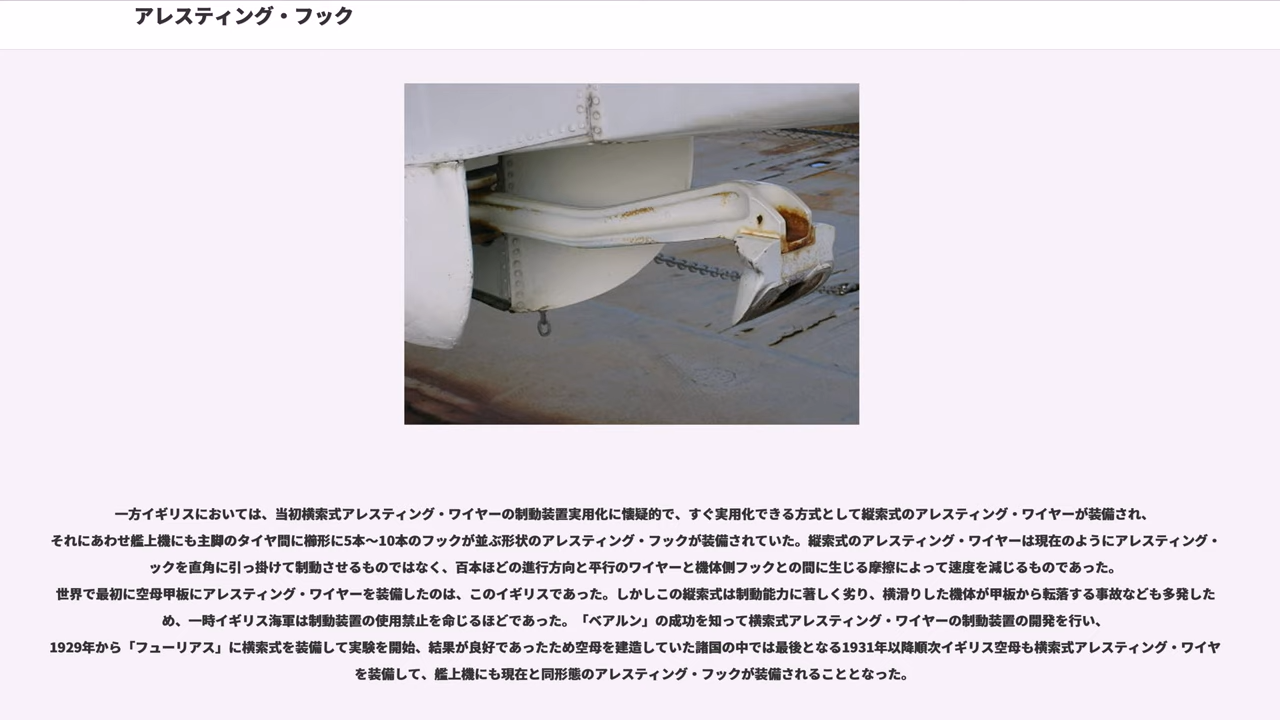 アレスティング・フック
一方イギリスにおいては、当初横索式アレスティング・ワイヤーの制動装置実用化に懐疑的で、すぐ実用化できる方式として縦索式のアレスティング・ワイヤーが装備され、
それにあわせ艦上機にも主脚のタイヤ間に櫛形に5本〜10本のフックが並ぶ形状のアレスティング・フックが装備されていた。縦索式のアレスティング・ワイヤーは現在のようにアレスティング・
ックを直角に引っ掛けて制動させるものではなく、百本ほどの進行方向と平行のワイヤーと機体側フックとの間に生じる摩擦によって速度を減じるものであった。
世界で最初に空母甲板にアレスティング・ワイヤーを装備したのは、このイギリスであった。しかしこの縦索式は制動能力に著しく劣り、横滑りした機体が甲板から転落する事故なども多発した
め、一時イギリス海軍は制動装置の使用禁止を命じるほどであった。「ベアルン」の成功を知って横索式アレスティング・ワイヤーの制動装置の開発を行い、
1929年から「フューリアス」に横索式を装備して実験を開始、結果が良好であったため空母を建造していた諸国の中では最後となる1931年以降順次イギリス空母も横索式アレスティング・ワイヤ
を装備して、艦上機にも現在と同形態のアレスティング・フックが装備されることとなった。